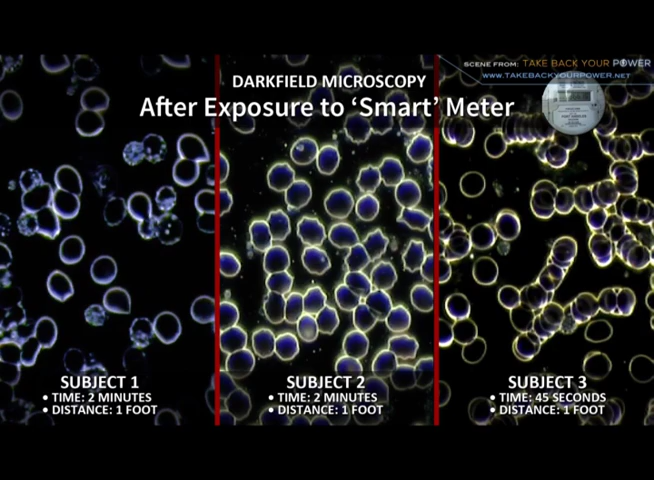 SCENE FROM: TAKE BACK YOUR POWER
WWW.TAKEBACKYOURPOWER.NET
DARKFIELD MICROSCOPY
After Exposure to ‘Smart’ Meter
SUBJECT 1
• TIME: 2 MINUTES
• DISTANCE: 1 FOOT
SUBJECT 2
• TIME: 2 MINUTES
• DISTANCE: 1 FOOT
SUBJECT 3
• TIME: 45 SECONDS
• DISTANCE: 1 FOOT